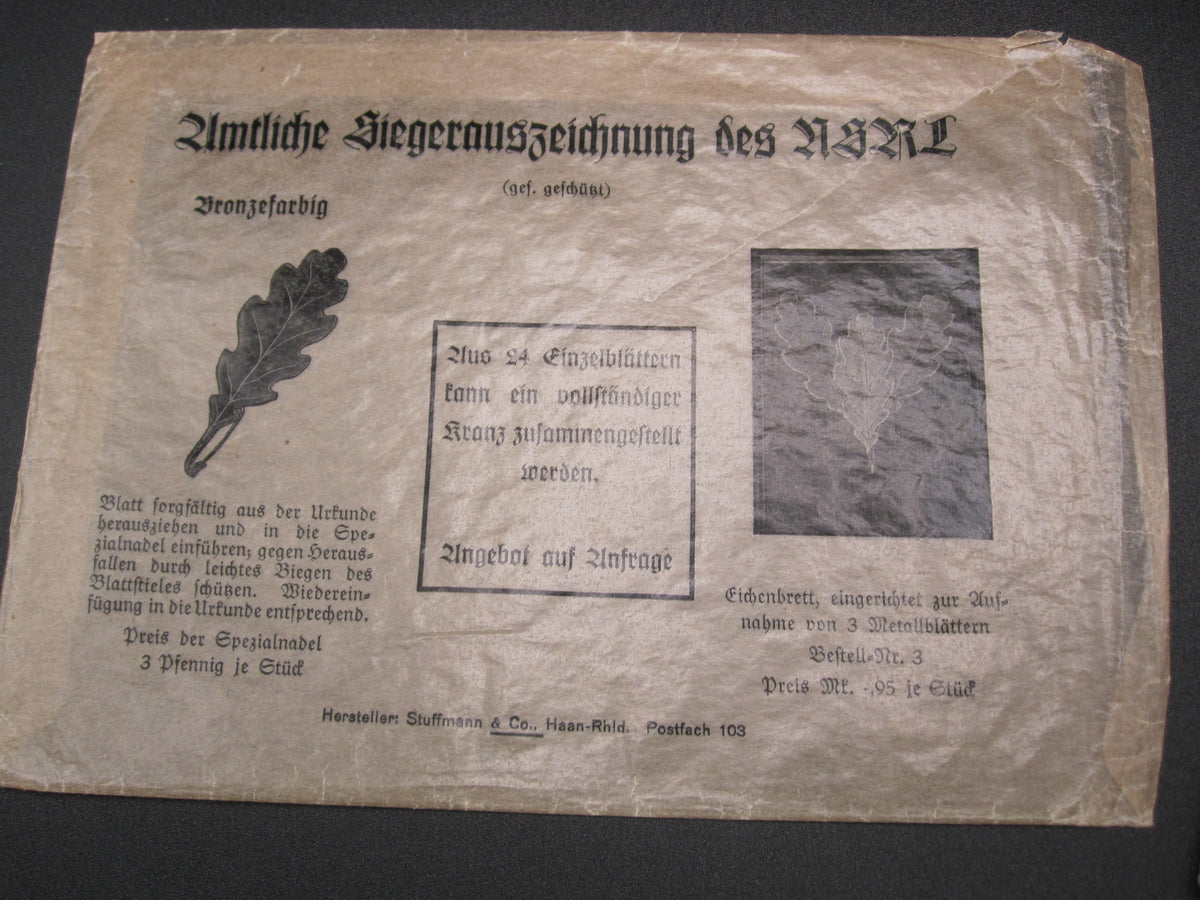 Amtliche Siegerauszeichnung des NSRL
(ges. geschützt)
Bronzefarbig
Blatt sorgfältig aus der Urkunde
herausziehen und in die Spe-
zialnadel einführen; gegen Heraus-
fallen durch leichtes Biegen des
Blattstieles schützen. Wiederein-
fügung in die Urkunde entsprechend.
Preis der Spezialnadel
3 Pfennig je Stück
Aus 24 Einzelblättern
kann ein vollständiger
Kranz zusammengestellt
werden.
Angebot auf Anfrage
Eichenbrett, eingerichtet zur Auf-
nahme von 3 Metallblättern
Bestell-Nr. 3
Preis Mk. -,95 je Stück
Hersteller: Stuffmann & Co., Haan-Rhld. Postfach 103